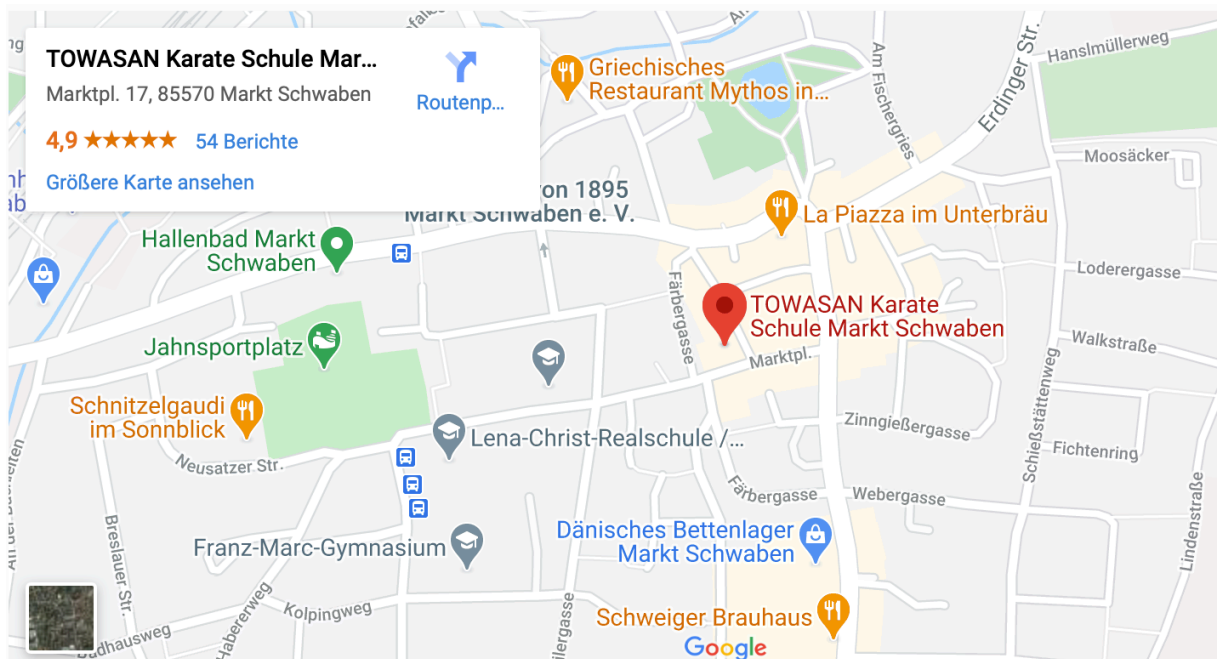 TOWASAN Karate Schule Mar...
Marktpl. 17, 85570 Markt Schwaben
4,9
54 Berichte
Größere Karte ansehen
Routenp...
Griechisches
Restaurant Mythos in...
Am Fischergries
Erdinger Str.
Hanslmüllerweg
Moosäcker
von 1895
Markt Schwaben e. V.
La Piazza im Unterbräu
Hallenbad Markt
Schwaben
Loderergasse
Färbergasse
TOWASAN Karate
Schule Markt Schwaben
Walkstraße
Jahnsportplatz
Marktpl.
Schnitzelgaudi
im Sonnblick
Lena-Christ-Realschule /...
Zinngießergasse
Schießstättenweg
Fichtenring
Neusatzer Str.
Färbergasse
Webergasse
Lindenstraße
Breslauer Str.
Franz-Marc-Gymnasium
Dänisches Bettenlager
Markt Schwaben
Habererweg
Kolpingweg
Schweiger Brauhaus
Google